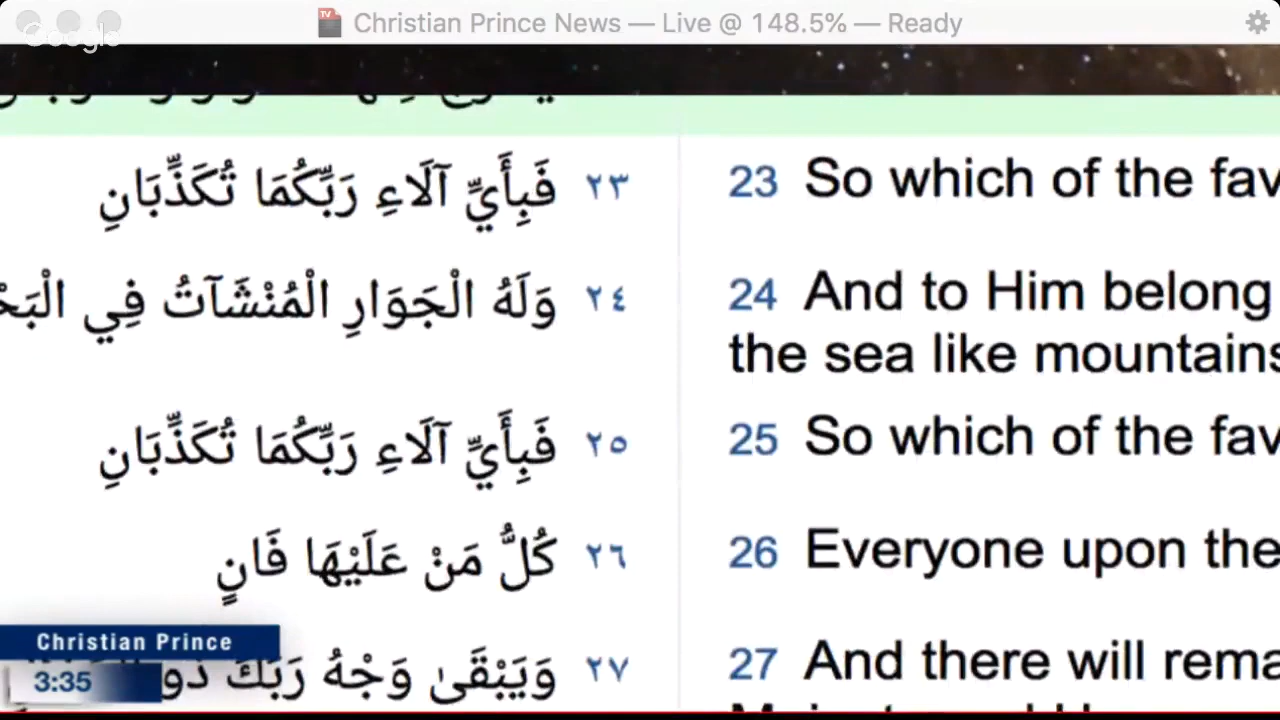 Christian Prince News — Live @ 148.5% — Ready
Google
فَبِأَيِّ آلَاءِ رَبِّكُمَا تُكَذِّبَانِ ٢٣
23 So which of the fav
وَلَهُ الْجَوَارِ الْمُنْشَآتُ فِي ٢٤
24 And to Him belong
the sea like mountains
فَبِأَيِّ آلَاءِ رَبِّكُمَا تُكَذِّبَانِ ٢٥
25 So which of the fav
كُلُّ مَنْ عَلَيْهَا فَانٍ ٢٦
26 Everyone upon the
وَيَبْقَىٰ وَجْهُ رَبِّكَ ذُو ٢٧
27 And there will rema
Christian Prince
3:35